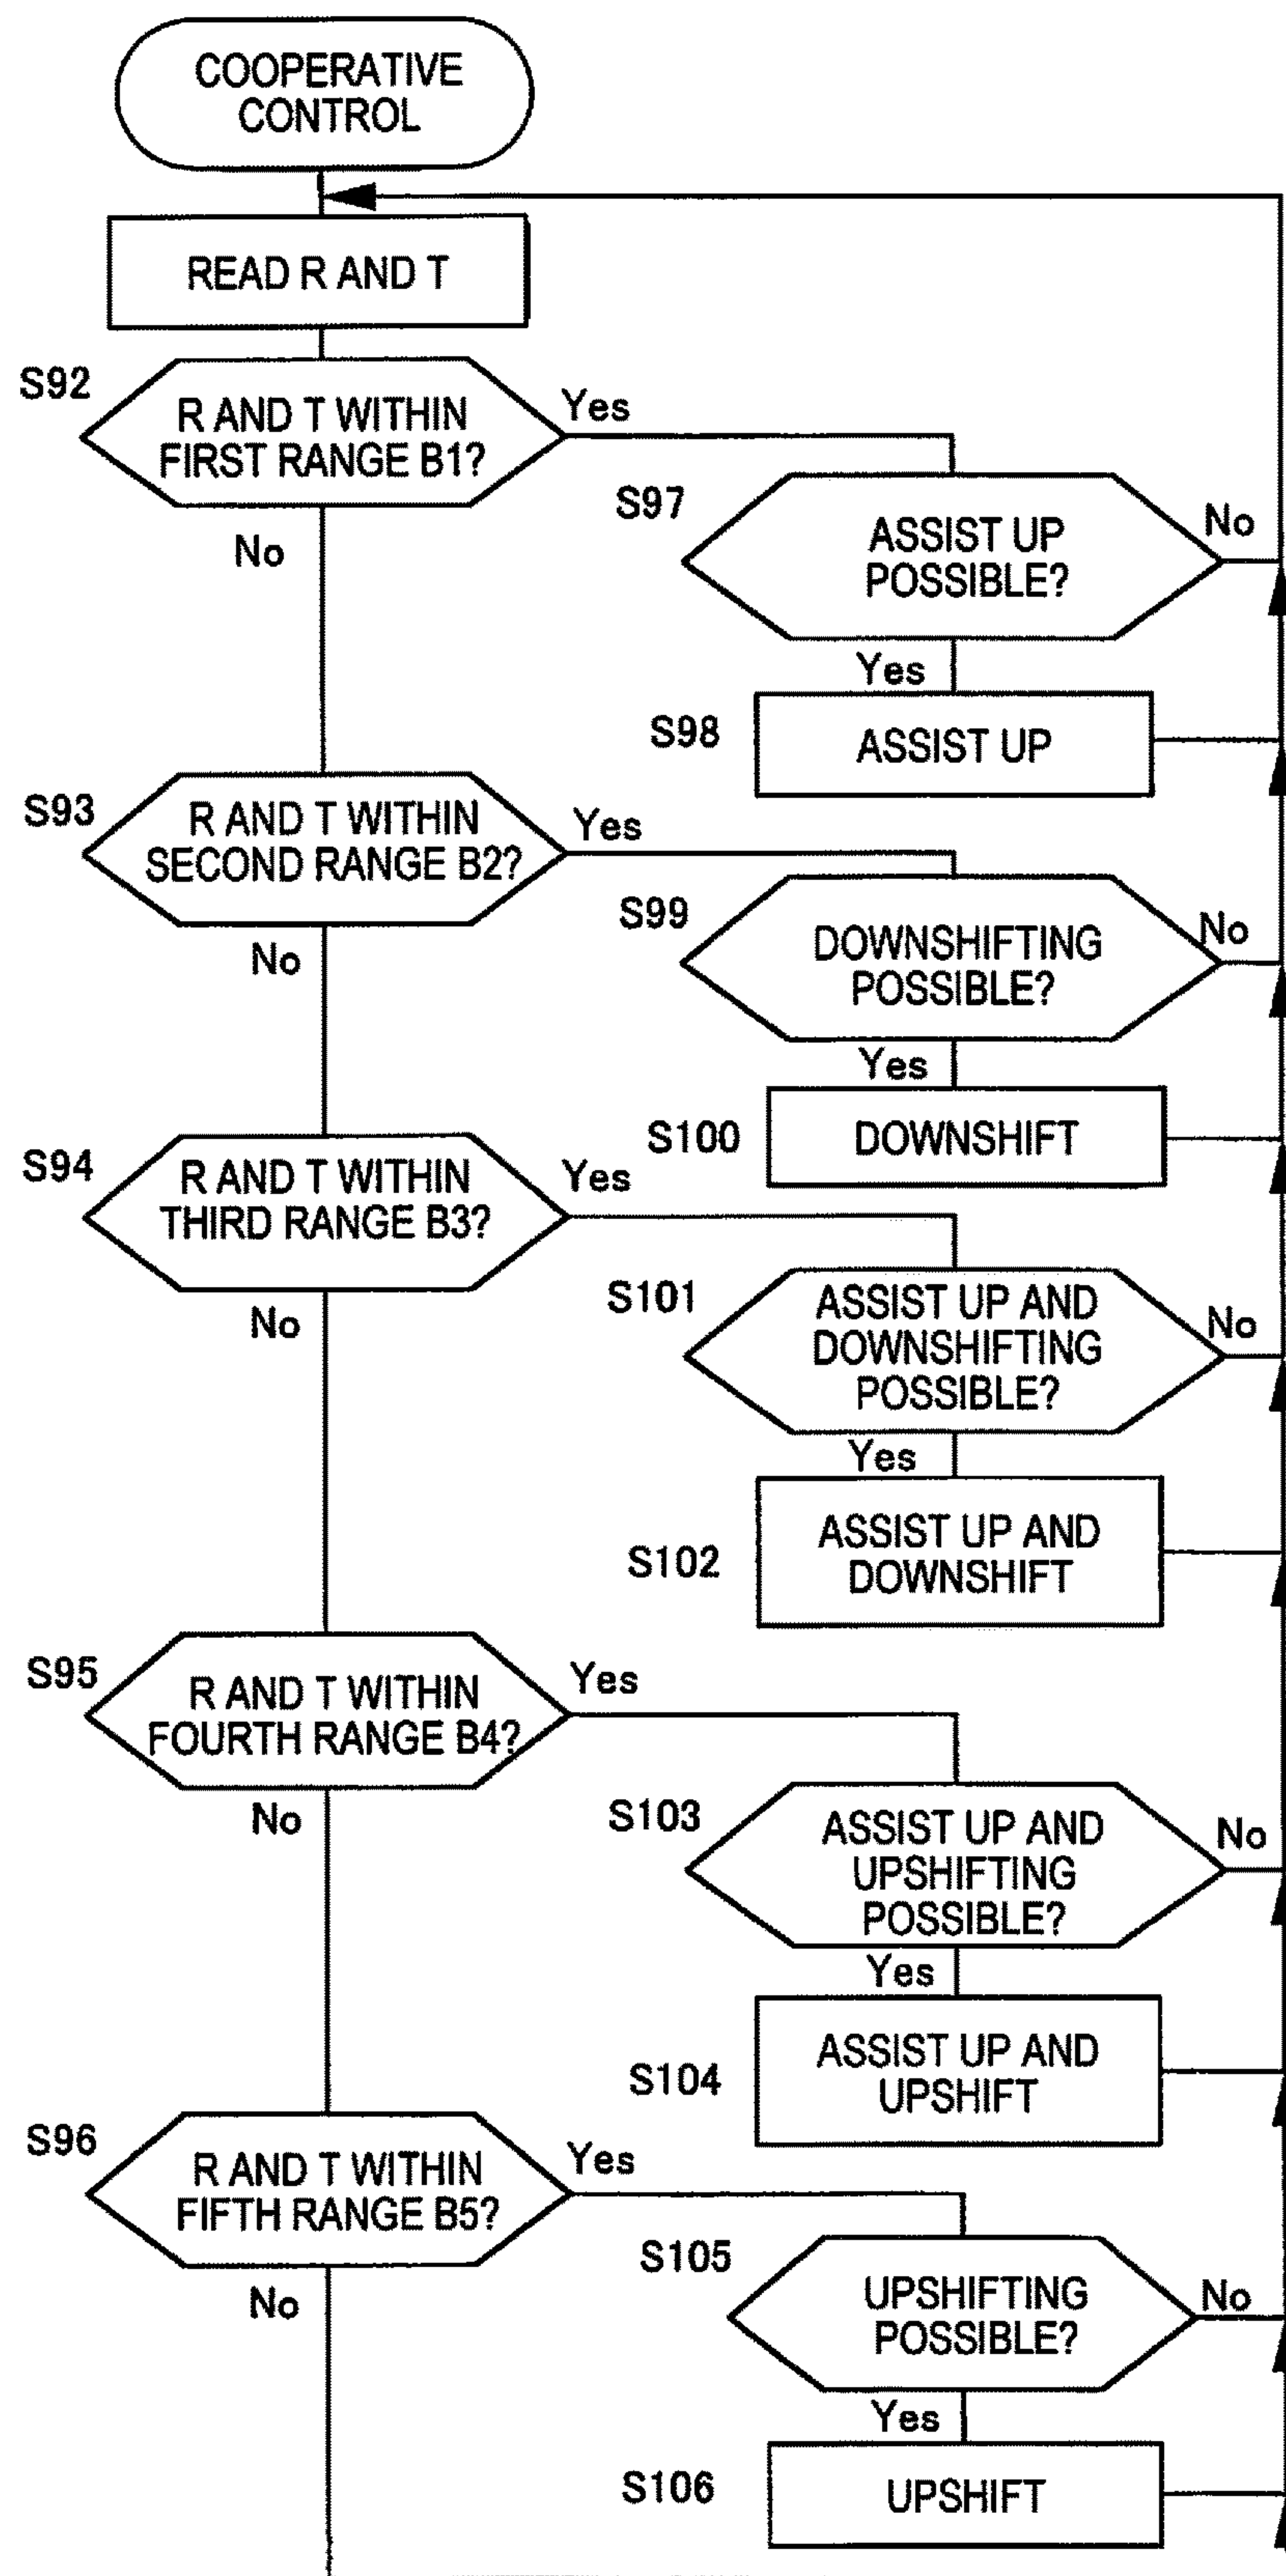 COOPERATIVE
CONTROL
READ R AND T
S92
R AND T WITHIN
FIRST RANGE B1?
Yes
No
S97
ASSIST UP
POSSIBLE?
No
Yes
S98
ASSIST UP
S93
R AND T WITHIN
SECOND RANGE B2?
Yes
No
S99
DOWNSHIFTING
POSSIBLE?
No
Yes
S100
DOWNSHIFT
S94
R AND T WITHIN
THIRD RANGE B3?
Yes
No
S101
ASSIST UP AND
DOWNSHIFTING
POSSIBLE?
No
Yes
S102
ASSIST UP AND
DOWNSHIFT
S95
R AND T WITHIN
FOURTH RANGE B4?
Yes
No
S103
ASSIST UP AND
UPSHIFTING
POSSIBLE?
No
Yes
S104
ASSIST UP AND
UPSHIFT
S96
R AND T WITHIN
FIFTH RANGE B5?
Yes
No
S105
UPSHIFTING
POSSIBLE?
No
Yes
S106
UPSHIFT